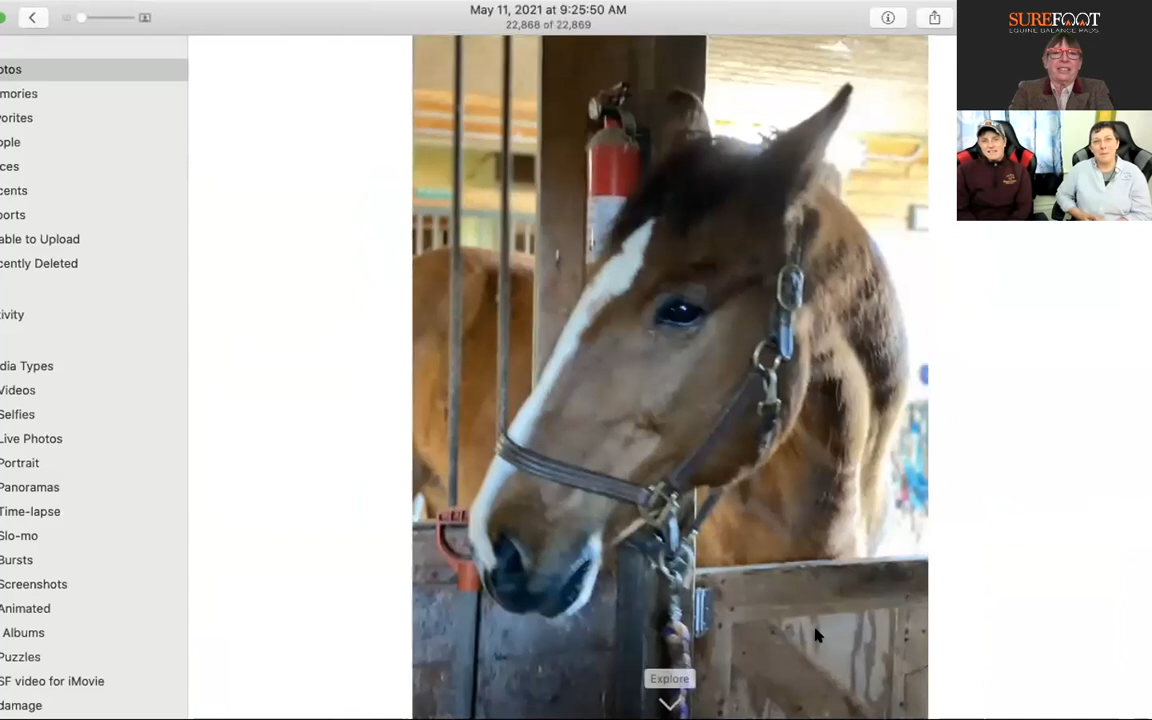 May 11, 2021 at 9:25:50 AM
22,868 of 22,869
SUREFOOT
EQUINE BALANCE PADS
otos
mories
vorites
ople
ces
cents
ports
able to Upload
cently Deleted
tivity
dia Types
Videos
Selfies
Live Photos
Portrait
Panoramas
Time-lapse
Slo-mo
Bursts
Screenshots
Animated
Albums
Puzzles
SF video for iMovie
damage
Explore